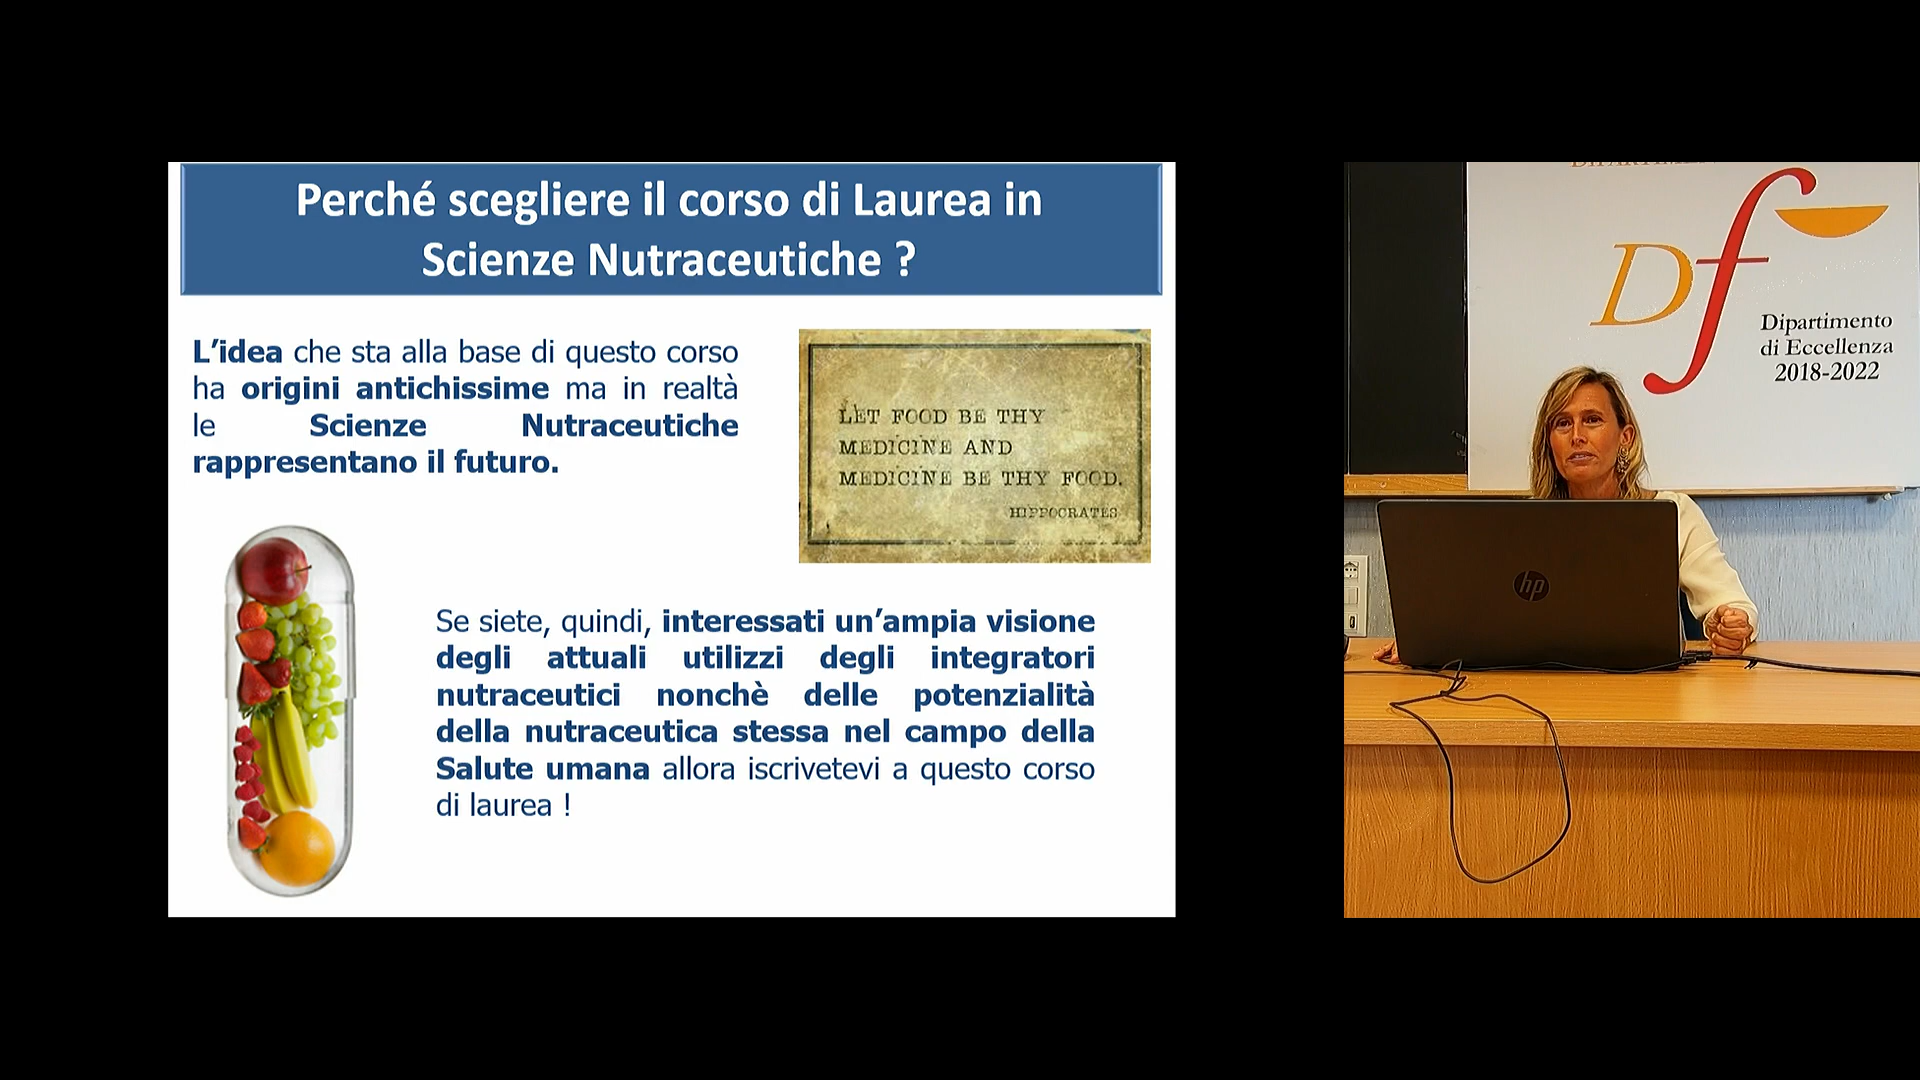 Perché scegliere il corso di Laurea in
Scienze Nutraceutiche ?
L’idea che sta alla base di questo corso
ha origini antichissime ma in realtà
le Scienze Nutraceutiche
rappresentano il futuro.
LET FOOD BE THY
MEDICINE AND
MEDICINE BE THY FOOD.
HIPPOCRATES
Se siete, quindi, interessati un’ampia visione
degli attuali utilizzi degli integratori
nutraceutici nonchè delle potenzialità
della nutraceutica stessa nel campo della
Salute umana allora iscrivetevi a questo corso
di laurea !
Df
Dipartimento
di Eccellenza
2018-2022
hp